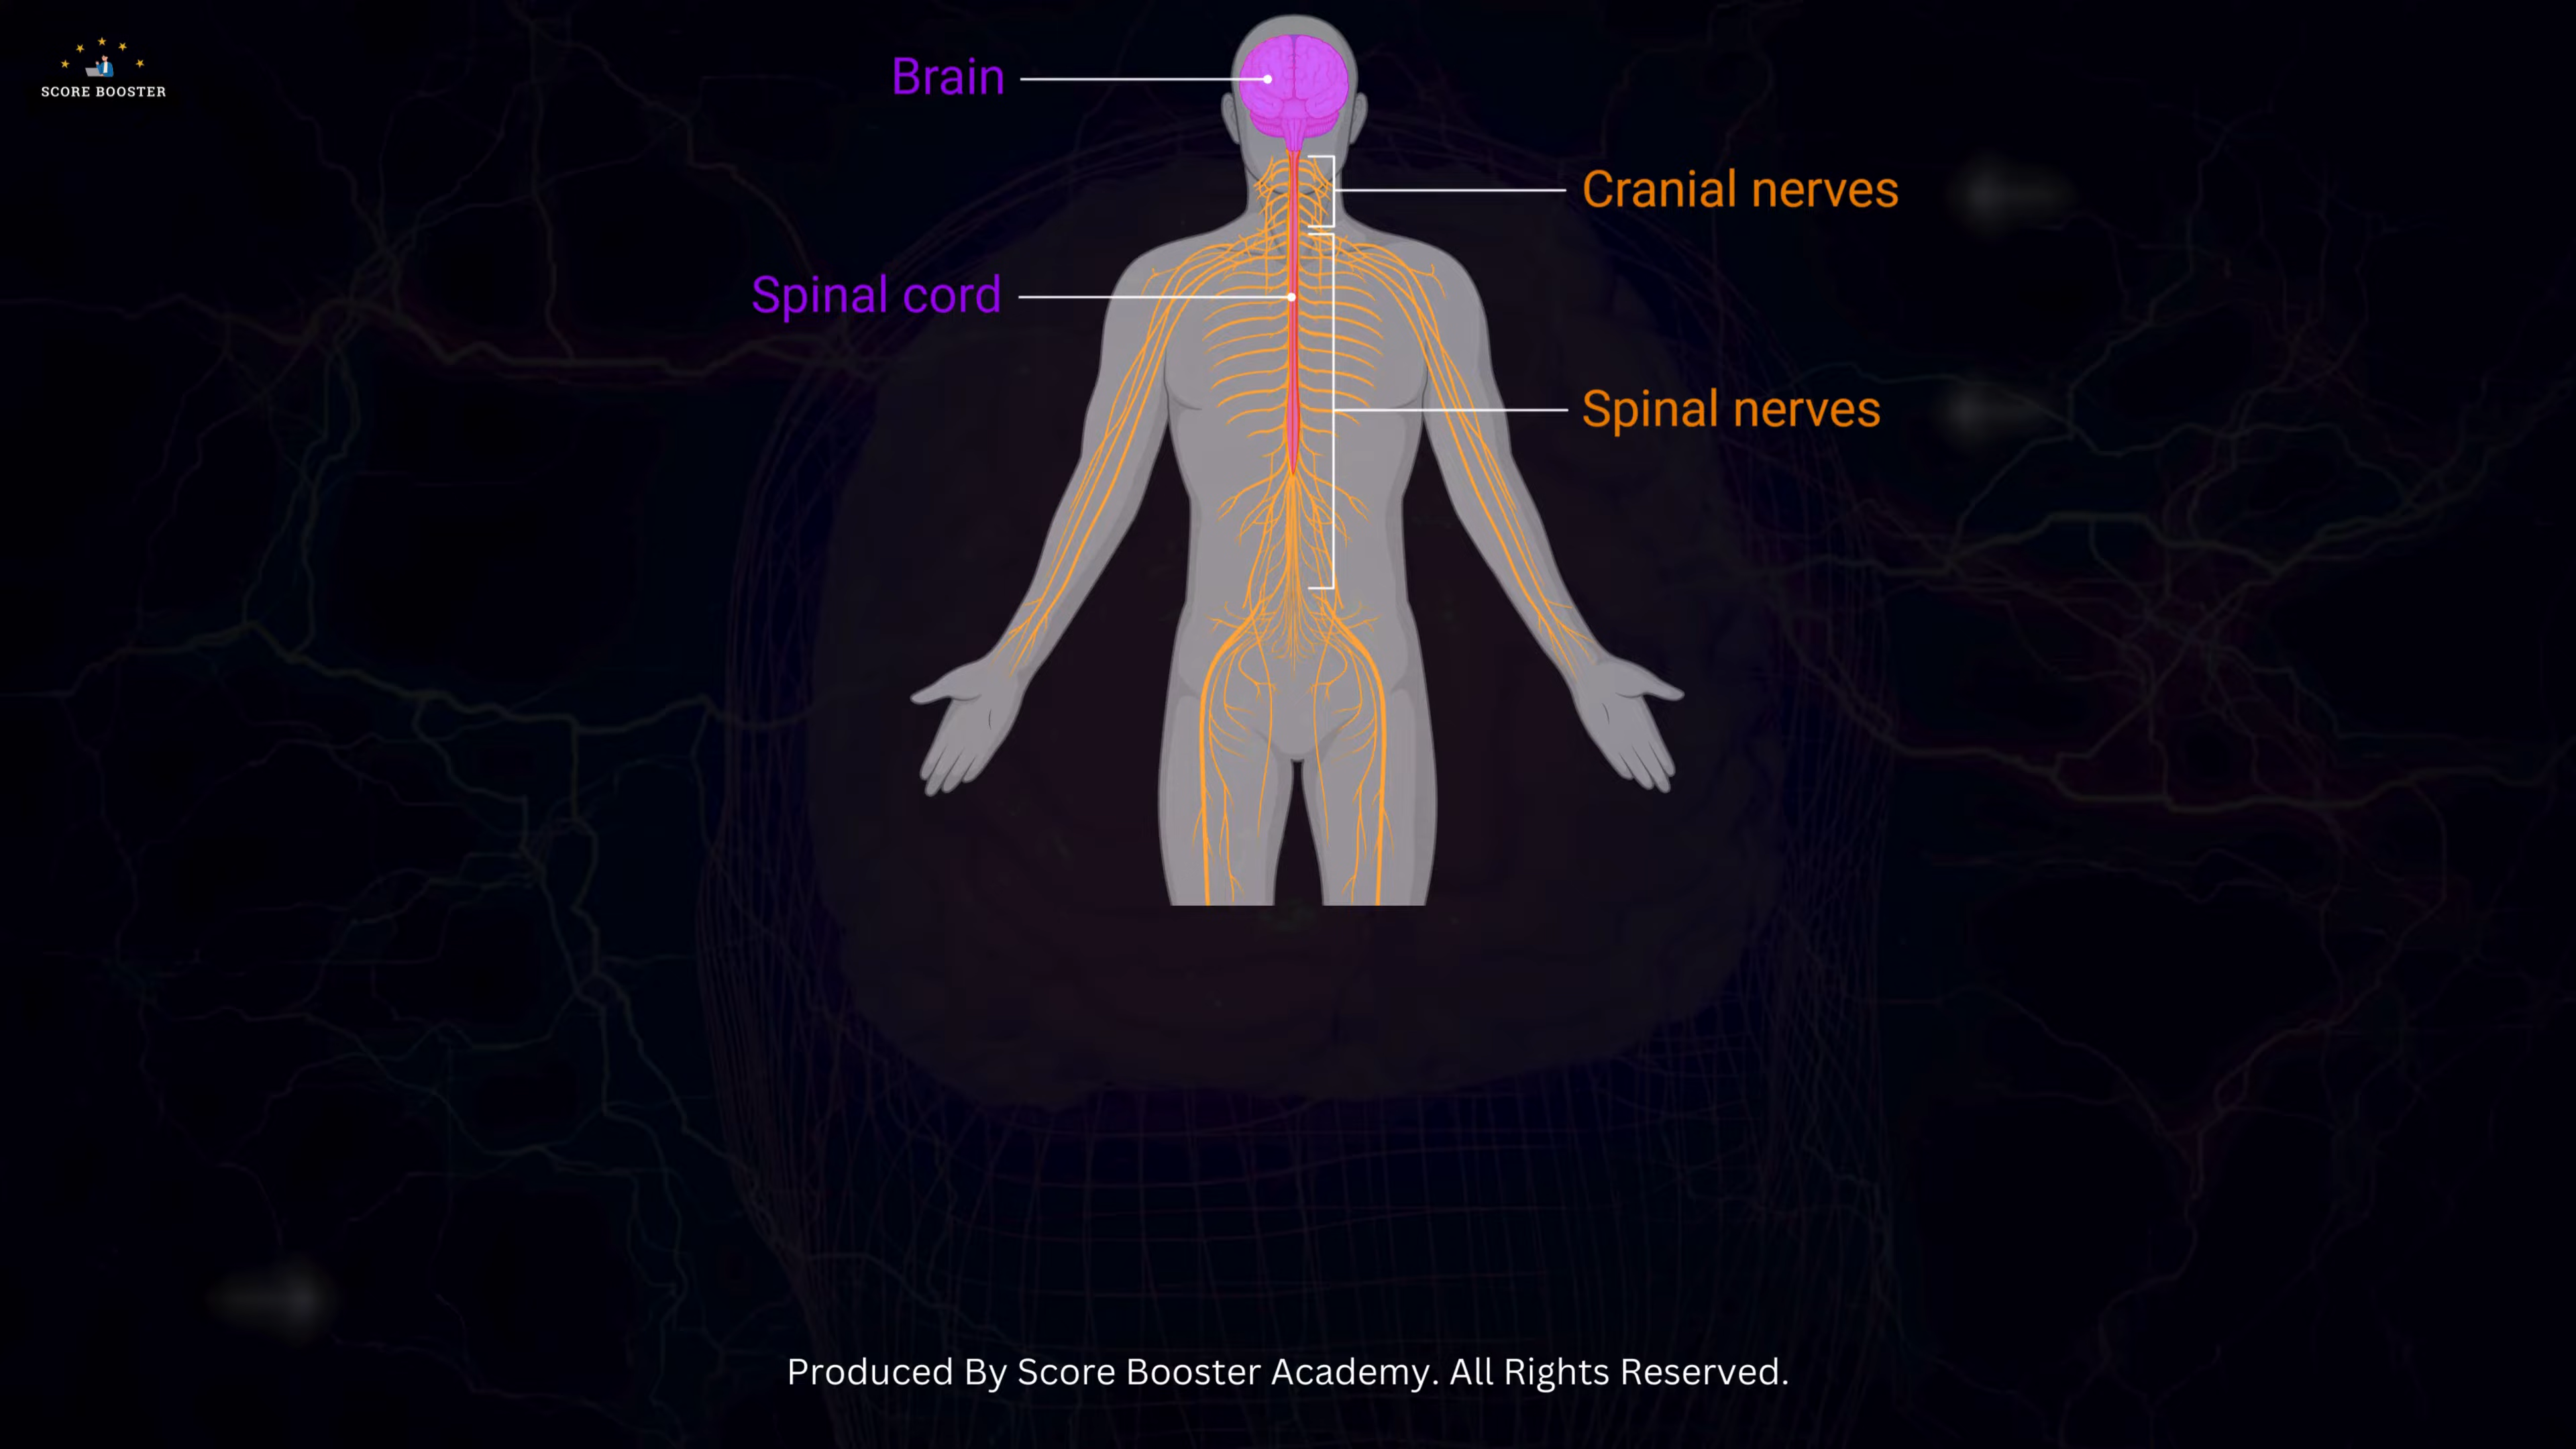 SCORE BOOSTER
Brain
Cranial nerves
Spinal cord
Spinal nerves
Produced By Score Booster Academy. All Rights Reserved.